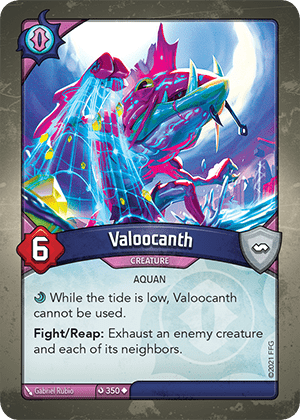 Valoocanth
CREATURE
6
AQUAN
While the tide is low, Valoocanth
cannot be used.
Fight/Reap: Exhaust an enemy creature
and each of its neighbors.
Gabriel Rubio
350
©2021 FFG